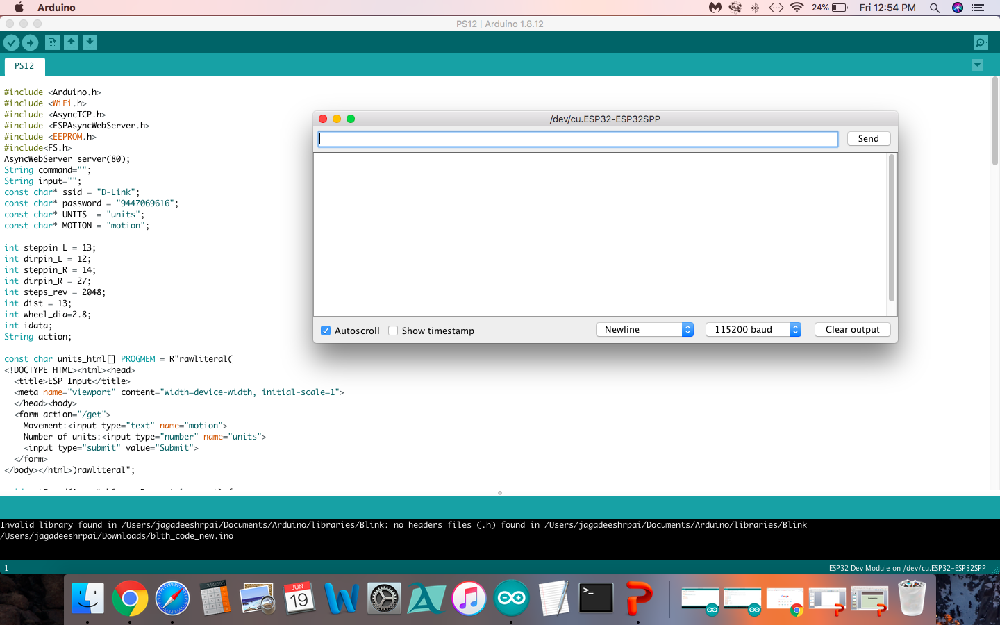 Arduino
24%
Fri 12:54 PM
PS12 | Arduino 1.8.12
PS12
#include <Arduino.h>
#include <WiFi.h>
#include <AsyncTCP.h>
#include <ESPAsyncWebServer.h>
#include <EEPROM.h>
#include<FS.h>
AsyncWebServer server(80);
String command="";
String input="";
const char* ssid = "D-Link";
const char* password = "9447069616";
const char* UNITS  = "units";
const char* MOTION = "motion";
int steppin_L = 13;
int dirpin_L = 12;
int steppin_R = 14;
int dirpin_R = 27;
int steps_rev = 2048;
int dist = 13;
int wheel_dia=2.8;
int idata;
String action;
const char units_html[] PROGMEM = R"rawliteral(
<!DOCTYPE HTML><html><head>
  <title>ESP Input</title>
  <meta name="viewport" content="width=device-width, initial-scale=1">
  </head><body>
  <form action="/get">
    Movement:<input type="text" name="motion">
    Number of units:<input type="number" name="units">
    <input type="submit" value="Submit">
  </form>
</body></html>)rawliteral";
/dev/cu.ESP32-ESP32SPP
Send
Autoscroll
Show timestamp
Newline
115200 baud
Clear output
Invalid library found in /Users/jagadeeshrpai/Documents/Arduino/libraries/Blink: no headers files (.h) found in /Users/jagadeeshrpai/Documents/Arduino/libraries/Blink
/Users/jagadeeshrpai/Downloads/blth_code_new.ino
1
ESP32 Dev Module on /dev/cu.ESP32-ESP32SPP
JUN
19